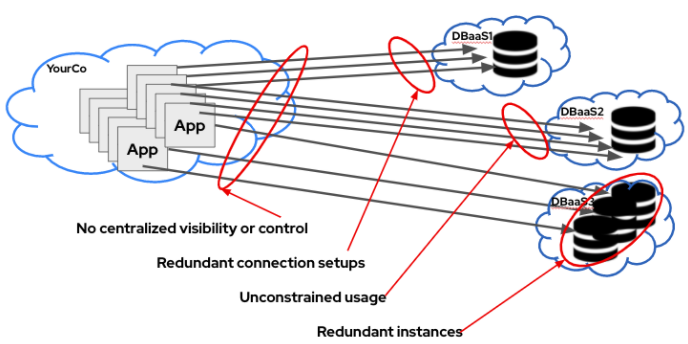 DBaaS1
YourCo
DBaaS2
App
App
DBaaS3
No centralized visibility or control
Redundant connection setups
Unconstrained usage
Redundant instances